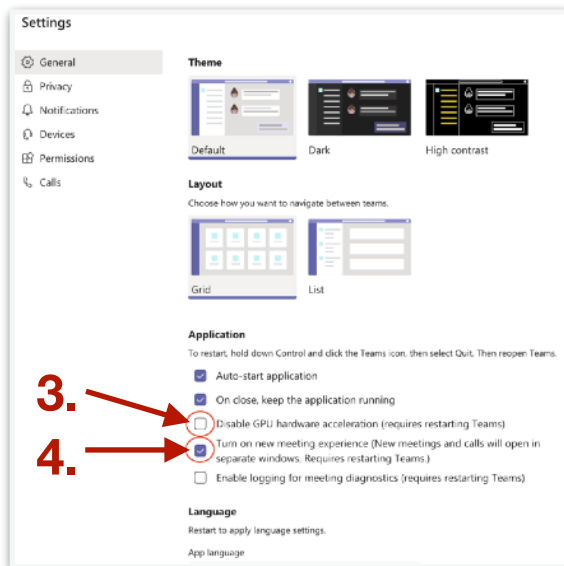 Settings
General
Privacy
Notifications
Devices
Permissions
Calls
Theme
Default
Dark
High contrast
Layout
Choose how you want to navigate between teams.
Grid
List
Application
To restart, hold down Control and click the Teams icon, then select Quit. Then reopen Teams.
Auto-start application
On close, keep the application running
3.
Disable GPU hardware acceleration (requires restarting Teams)
4.
Turn on new meeting experience (New meetings and calls will open in
separate windows. Requires restarting Teams.)
Enable logging for meeting diagnostics (requires restarting Teams)
Language
Restart to apply language settings.
App language